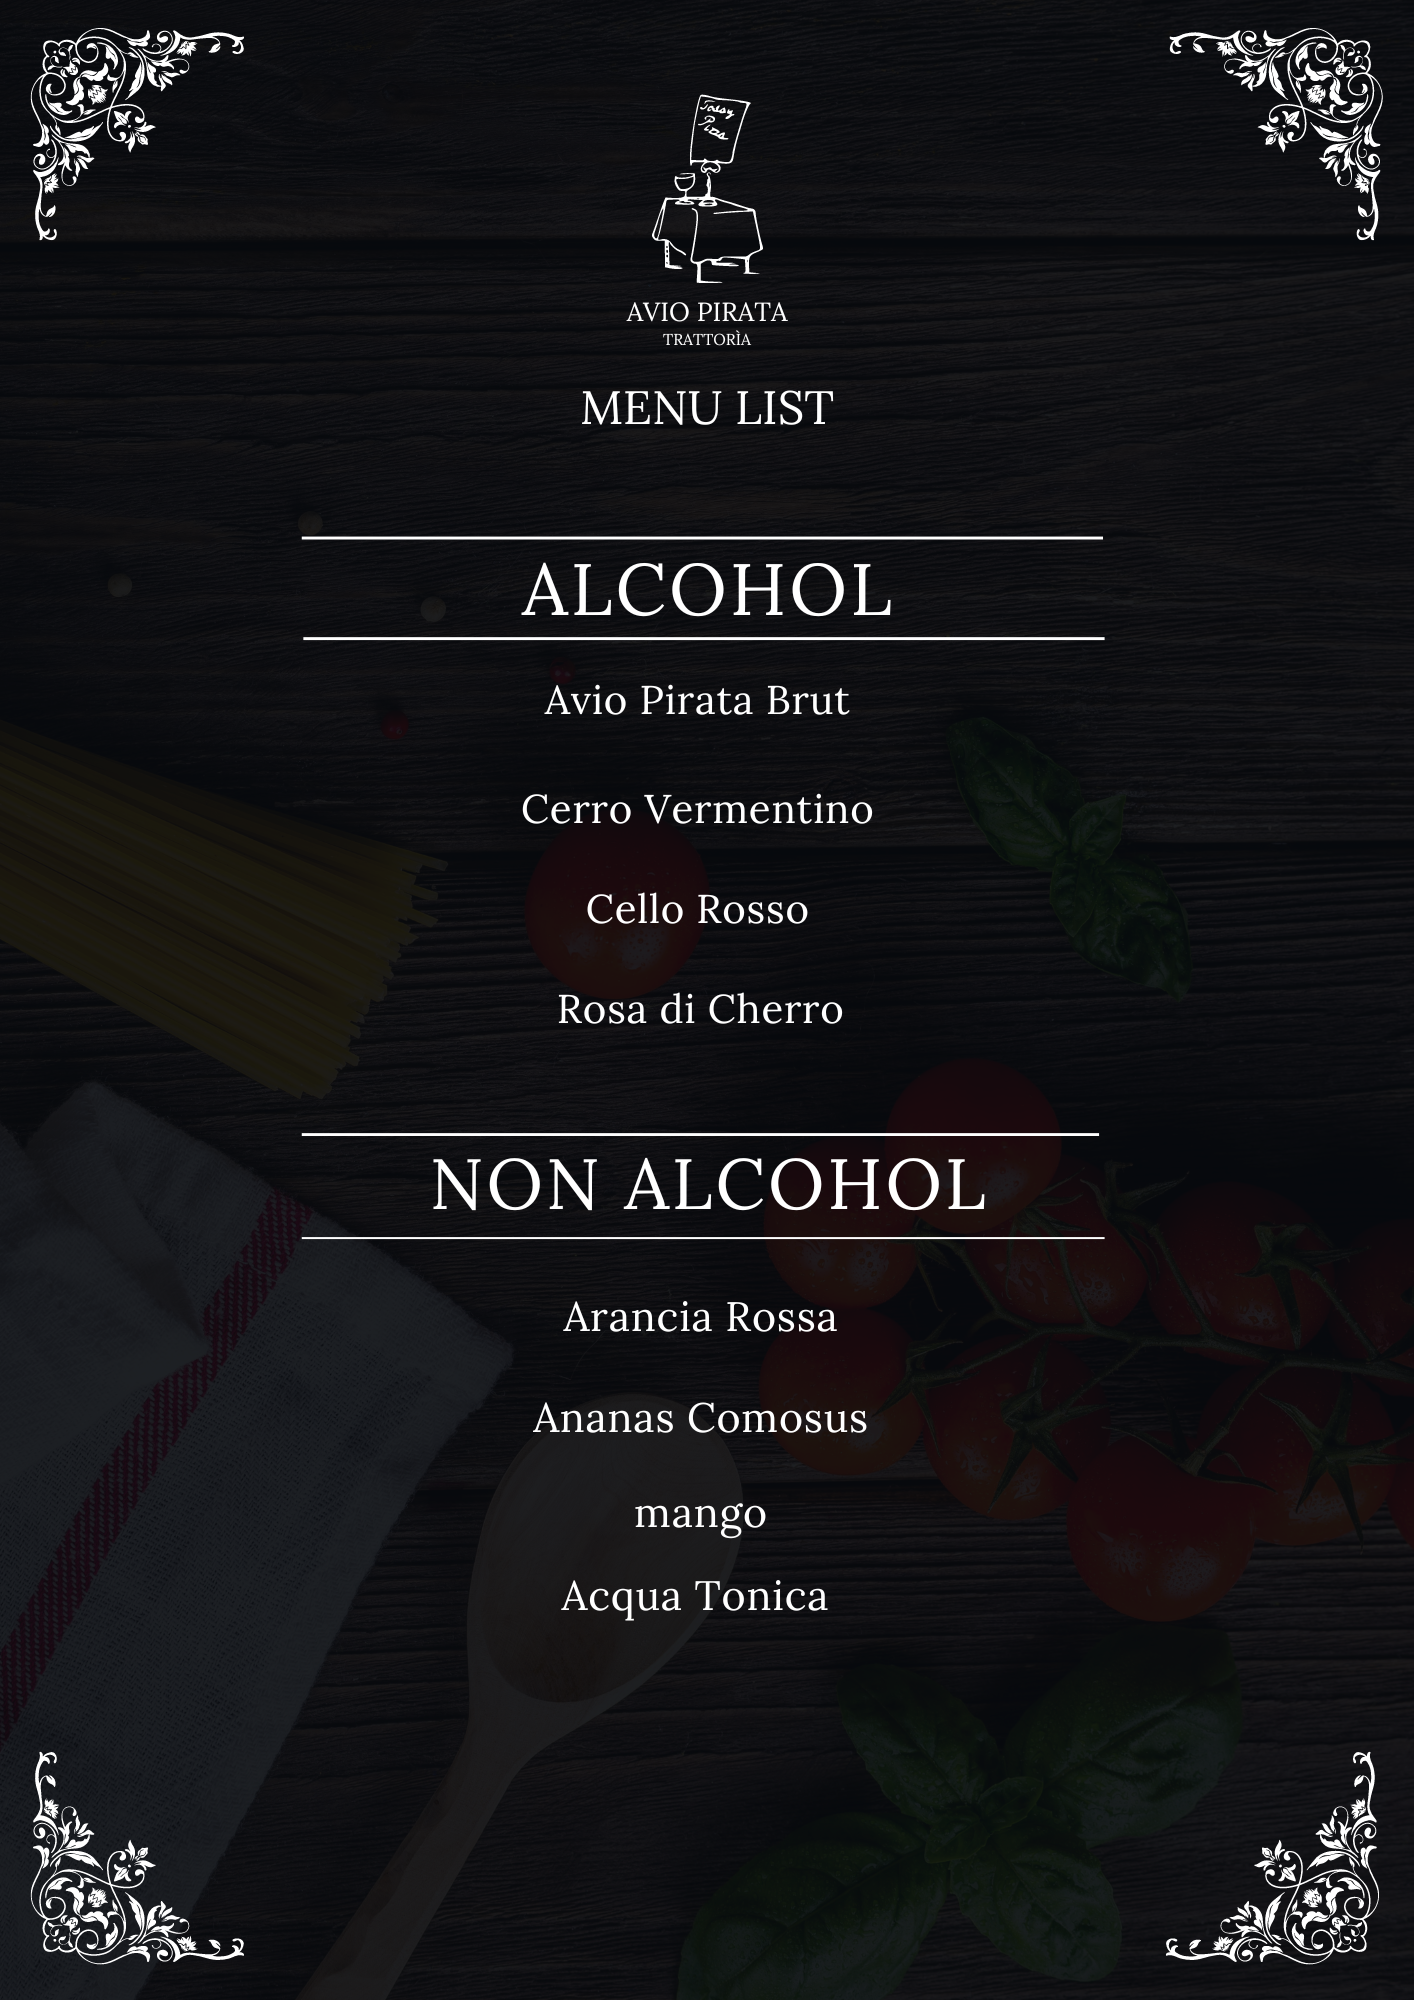 Tassy
Pizza
AVIO PIRATA
TRATTORÌA
MENU LIST
ALCOHOL
Avio Pirata Brut
Cerro Vermentino
Cello Rosso
Rosa di Cherro
NON ALCOHOL
Arancia Rossa
Ananas Comosus
mango
Acqua Tonica